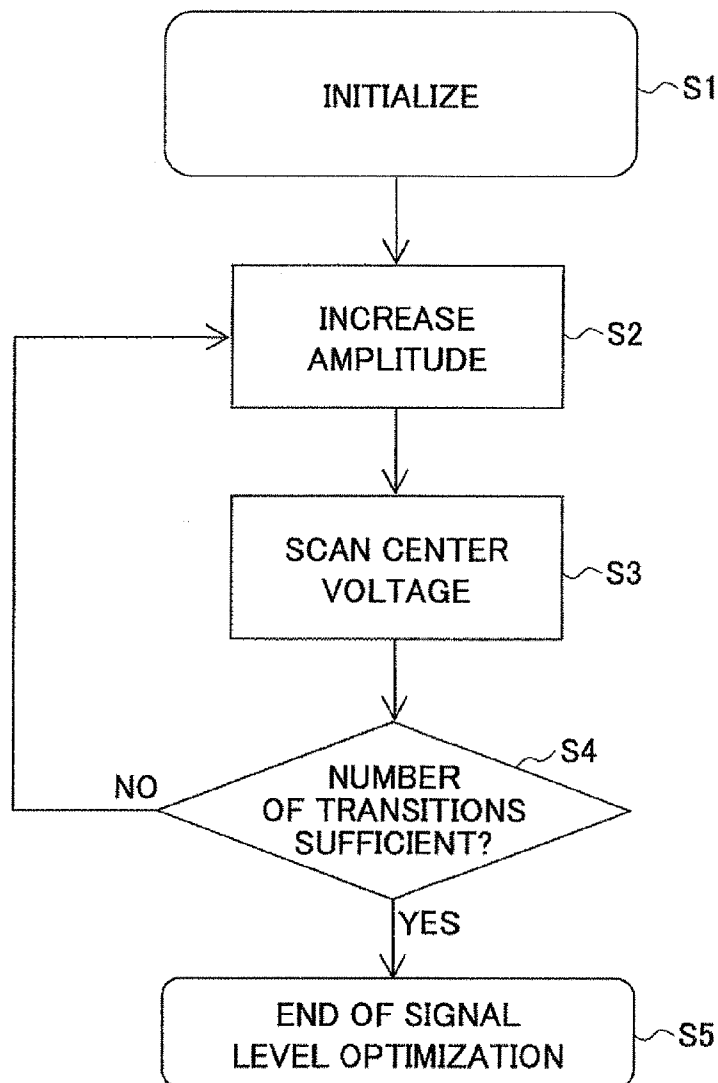 INITIALIZE
S1
INCREASE
AMPLITUDE
S2
SCAN CENTER
VOLTAGE
S3
S4
NUMBER
OF TRANSITIONS
SUFFICIENT?
NO
YES
END OF SIGNAL
LEVEL OPTIMIZATION
S5